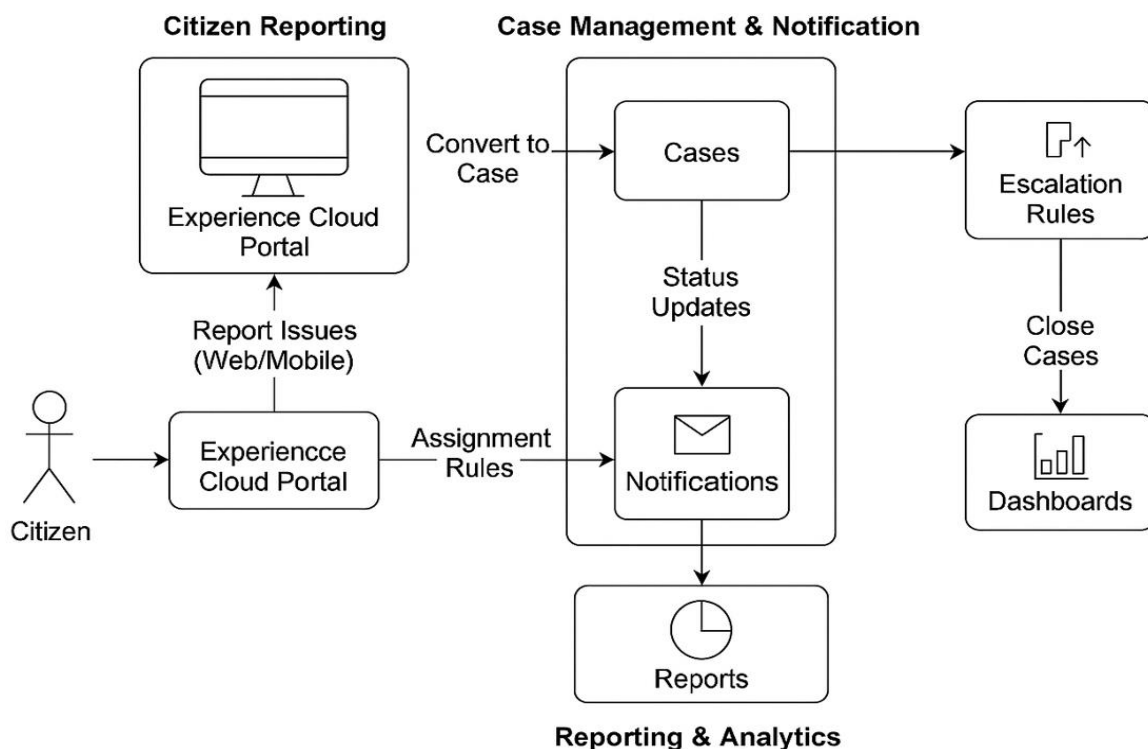 Citizen Reporting
Case Management & Notification
Experience Cloud
Portal
Convert to
Case
Cases
Escalation
Rules
Report Issues
(Web/Mobile)
Status
Updates
Close
Cases
Citizen
Experiencce
Cloud Portal
Assignment
Rules
Notifications
Dashboards
Reports
Reporting & Analytics